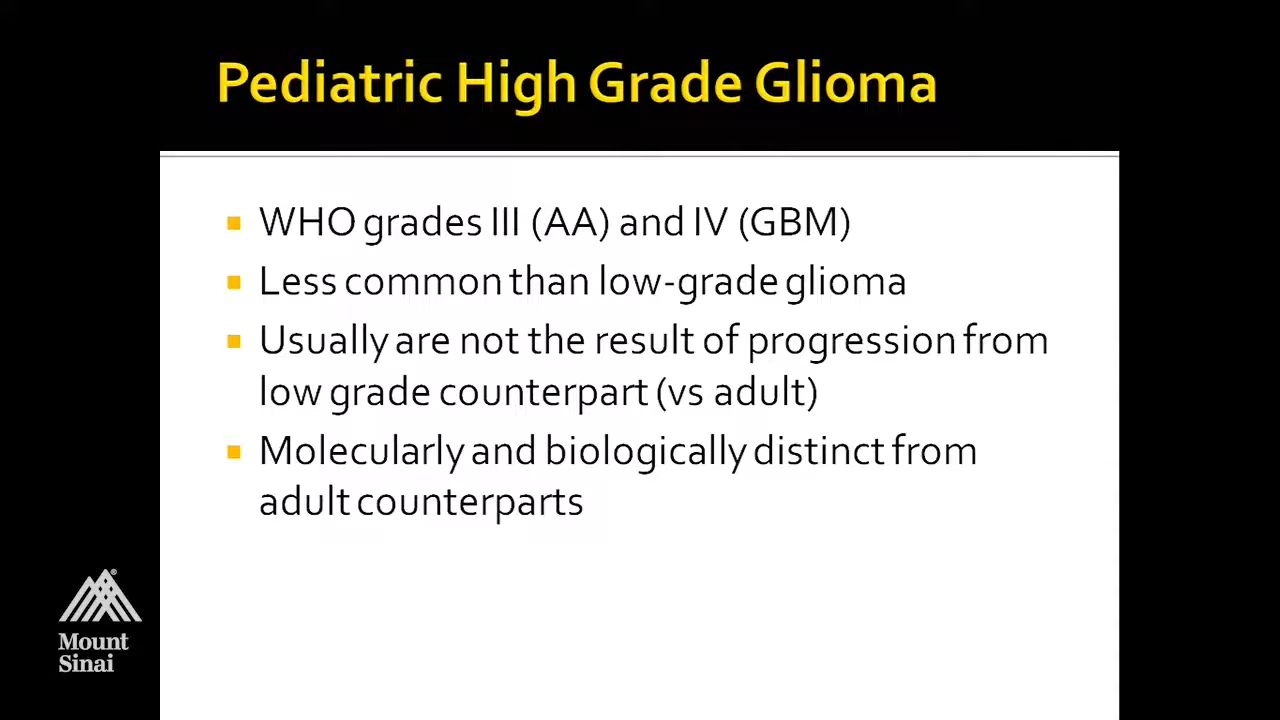 Pediatric High Grade Glioma
WHO grades III (AA) and IV (GBM)
Less common than low-grade glioma
Usually are not the result of progression from
low grade counterpart (vs adult)
Molecularly and biologically distinct from
adult counterparts
Mount
Sinai